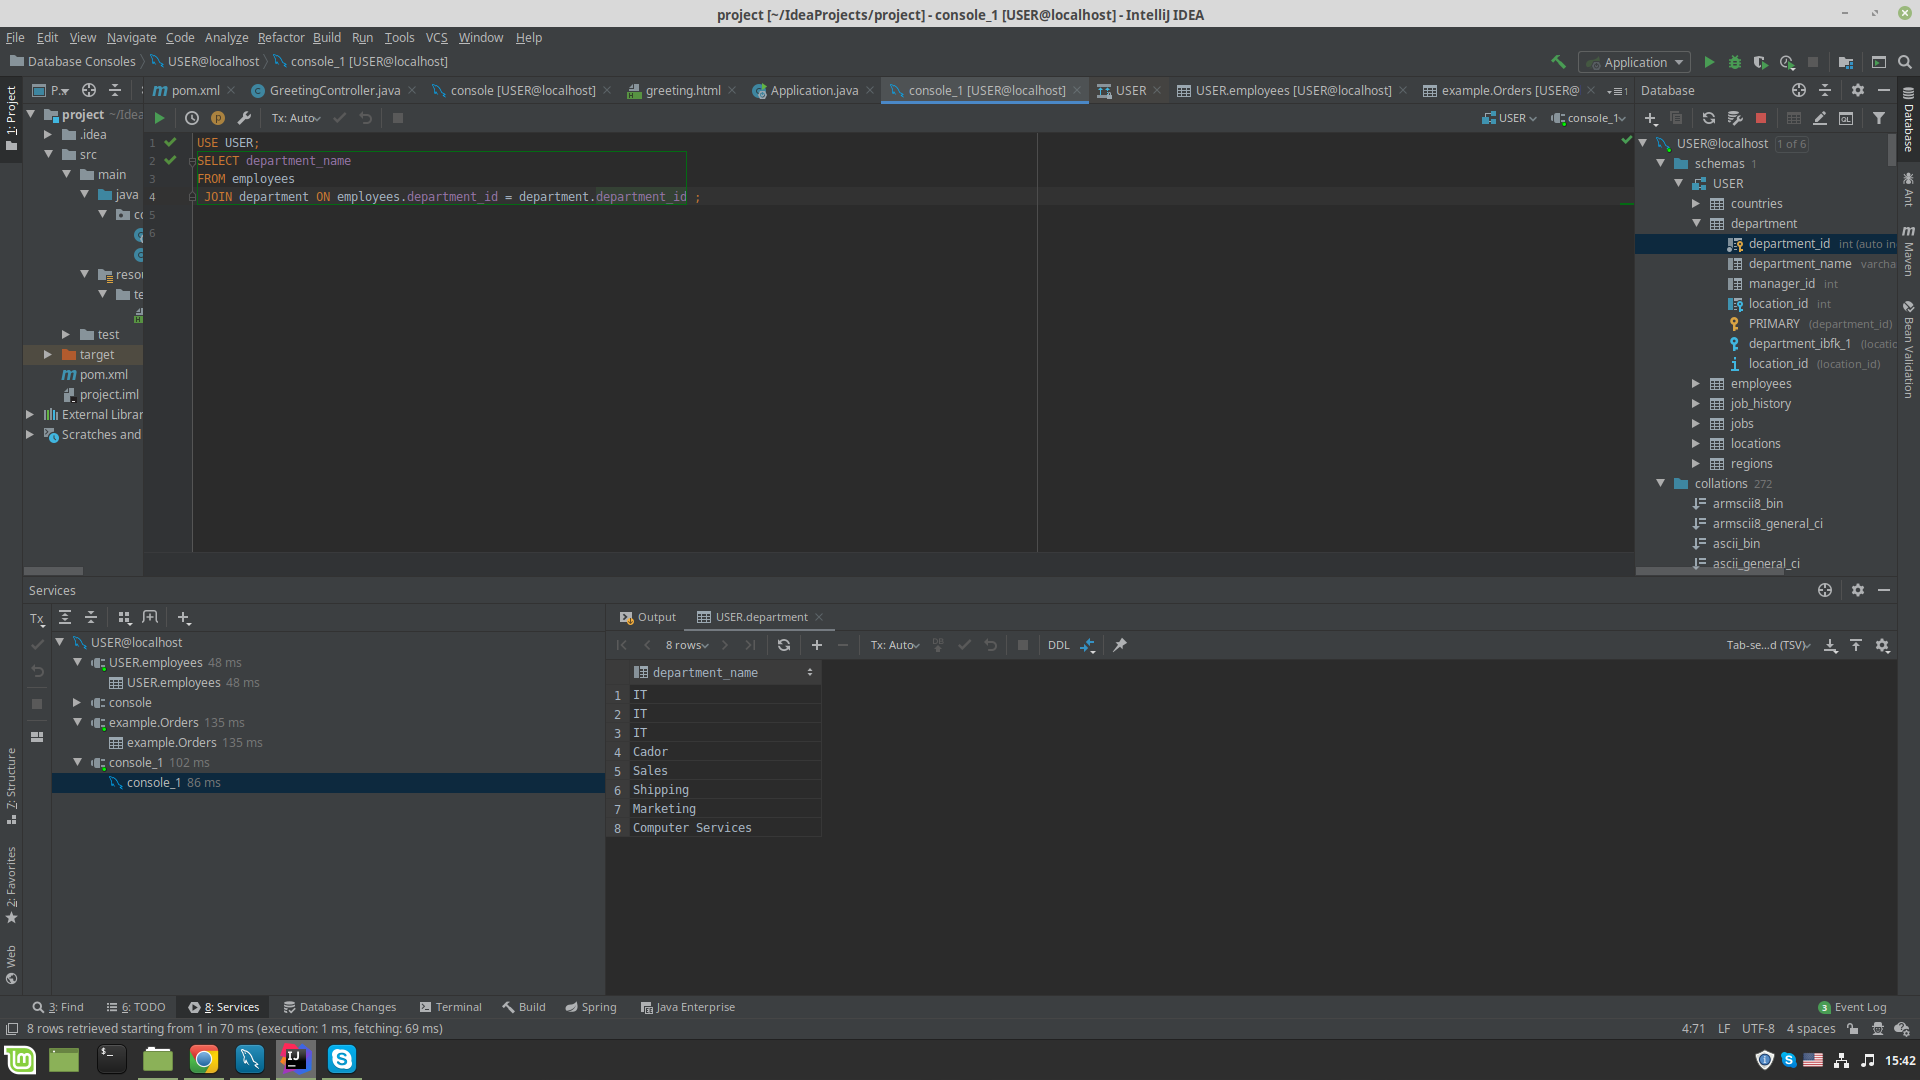 project [~/IdeaProjects/project] - console_1 [USER@localhost] - IntelliJ IDEA
File Edit View Navigate Code Analyze Refactor Build Run Tools VCS Window Help
Database Consoles USER@localhost console_1 [USER@localhost] Application
P.. pom.xml GreetingController.java console [USER@localhost] greeting.html Application.java console_1 [USER@localhost] USER USER.employees [USER@localhost] example.Orders [USER@ Database
Tx: Auto USER console_1
1: Project
project ~/Idea
.idea
src
main
java
co
resou
te
test
target
pom.xml
project.iml
External Librar
Scratches and
1 USE USER;
2 SELECT department_name
3 FROM employees
4 JOIN department ON employees.department_id = department.department_id ;
5
6
USER@localhost 1 of 6
schemas 1
USER
countries
department
department_id int (auto in
department_name varcha
manager_id int
location_id int
PRIMARY (department_id)
department_ibfk_1 (locatio
location_id (location_id)
employees
job_history
jobs
locations
regions
collations 272
armscii8_bin
armscii8_general_ci
ascii_bin
ascii_general_ci
Database
Ant
Maven
Bean Validation
Services
Tx
USER@localhost
USER.employees 48 ms
USER.employees 48 ms
console
example.Orders 135 ms
example.Orders 135 ms
console_1 102 ms
console_1 86 ms
Output USER.department
8 rows Tx: Auto DDL Tab-se...d (TSV)
department_name
1 IT
2 IT
3 IT
4 Cador
5 Sales
6 Shipping
7 Marketing
8 Computer Services
7: Structure
2: Favorites
Web
3: Find 6: TODO 8: Services Database Changes Terminal Build Spring Java Enterprise 3 Event Log
8 rows retrieved starting from 1 in 70 ms (execution: 1 ms, fetching: 69 ms) 4:71 LF UTF-8 4 spaces
15:42